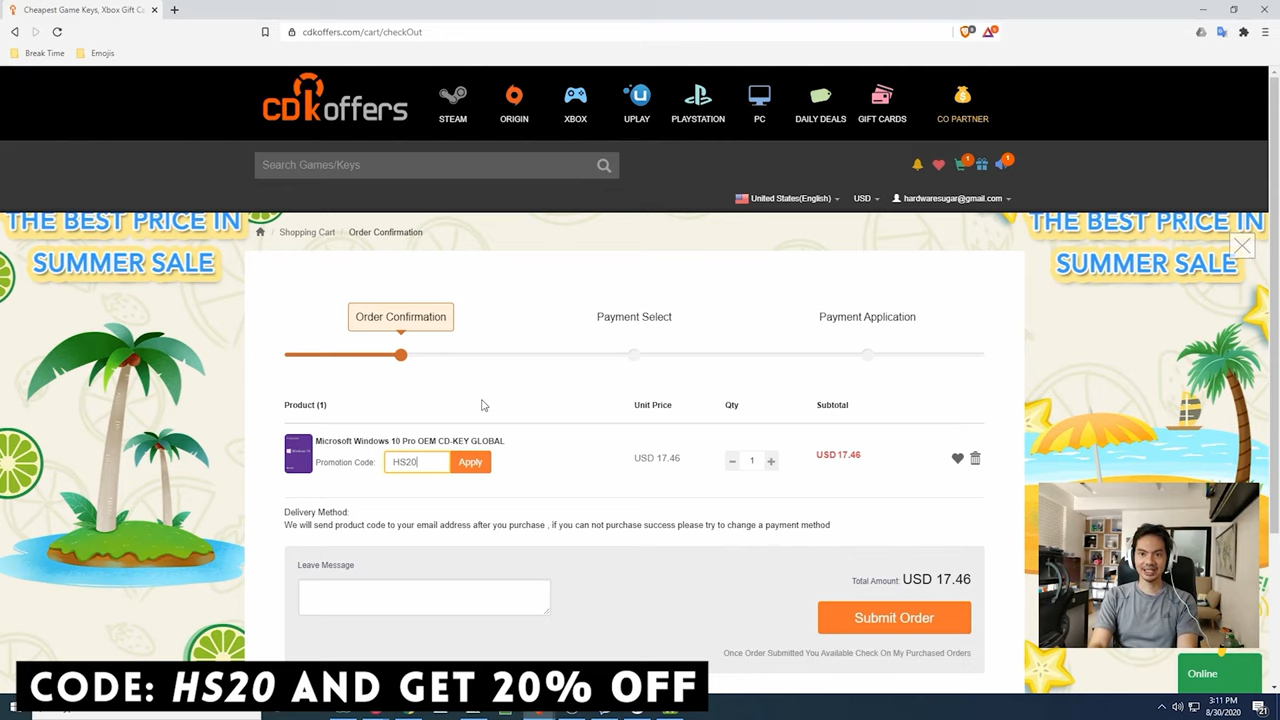 Cheapest Game Keys, Xbox Gift C
cdkoffers.com/cart/checkOut
Break Time
Emojis
CDKoffers
STEAM
ORIGIN
XBOX
UPLAY
PLAYSTATION
PC
DAILY DEALS
GIFT CARDS
CO PARTNER
Search Games/Keys
1
1
United States(English)
USD
hardwaresugar@gmail.com
THE BEST PRICE IN
SUMMER SALE
THE BEST PRICE IN
SUMMER SALE
Shopping Cart
Order Confirmation
Order Confirmation
Payment Select
Payment Application
Product (1)
Unit Price
Qty
Subtotal
Microsoft Windows 10 Pro OEM CD-KEY GLOBAL
Promotion Code:
HS20
Apply
USD 17.46
− 1 +
USD 17.46
Delivery Method:
We will send product code to your email address after you purchase , if you can not purchase success please try to change a payment method
Leave Message
Total Amount: USD 17.46
Submit Order
Once Order Submitted You Available Check On My Purchased Orders
Online
CODE: HS20 AND GET 20% OFF
3:11 PM
8/30/2020
21